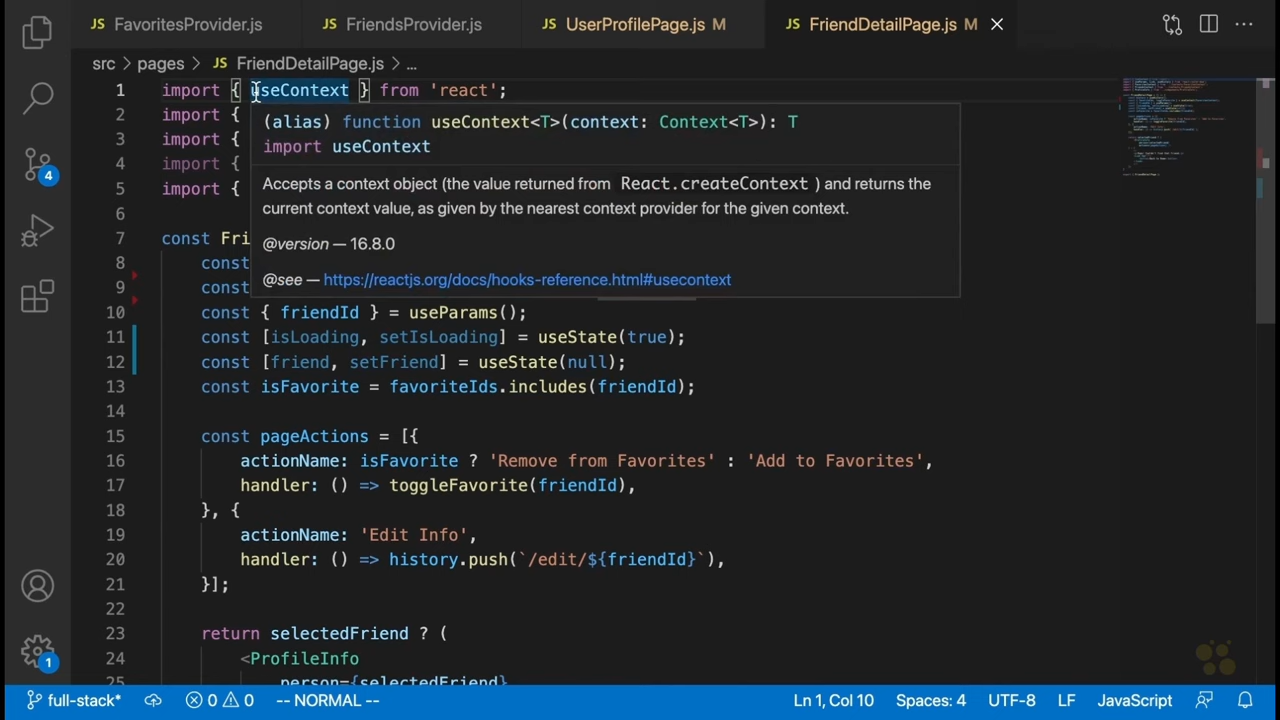 JS FavoritesProvider.js JS FriendsProvider.js JS UserProfilePage.js M JS FriendDetailPage.js M
src > pages > JS FriendDetailPage.js > ...
1 import { useContext } from 'react';
2 import {
(alias) function useContext<T>(context: Context<T>): T
3 import {
import useContext
4 import {
5 import {
Accepts a context object (the value returned from React.createContext ) and returns the
current context value, as given by the nearest context provider for the given context.
6
7 const Fri
@version — 16.8.0
8 const
9 const
@see — https://reactjs.org/docs/hooks-reference.html#usecontext
10 const { friendId } = useParams();
11 const [isLoading, setIsLoading] = useState(true);
12 const [friend, setFriend] = useState(null);
13 const isFavorite = favoriteIds.includes(friendId);
14
15 const pageActions = [{
16 actionName: isFavorite ? 'Remove from Favorites' : 'Add to Favorites',
17 handler: () => toggleFavorite(friendId),
18 }, {
19 actionName: 'Edit Info',
20 handler: () => history.push(`/edit/${friendId}`),
21 }];
22
23 return selectedFriend ? (
24 <ProfileInfo
25 person={selectedFriend}
4
1
full-stack* 0 0 -- NORMAL -- Ln 1, Col 10 Spaces: 4 UTF-8 LF JavaScript